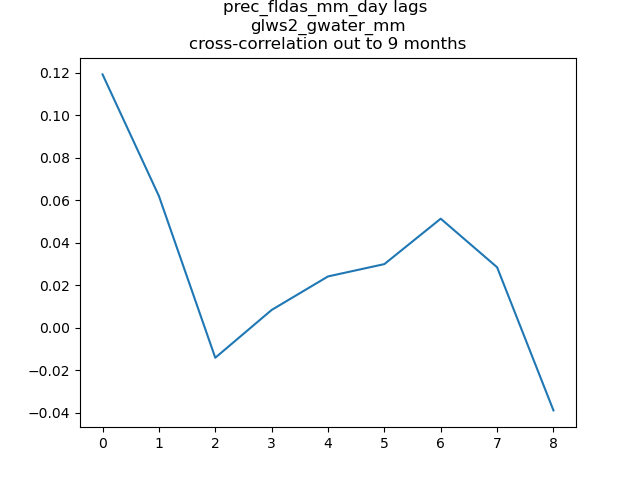 prec_fldas_mm_day lags
glws2_gwater_mm
cross-correlation out to 9 months
0.12
0.10
0.08
0.06
0.04
0.02
0.00
−0.02
−0.04
0 1 2 3 4 5 6 7 8